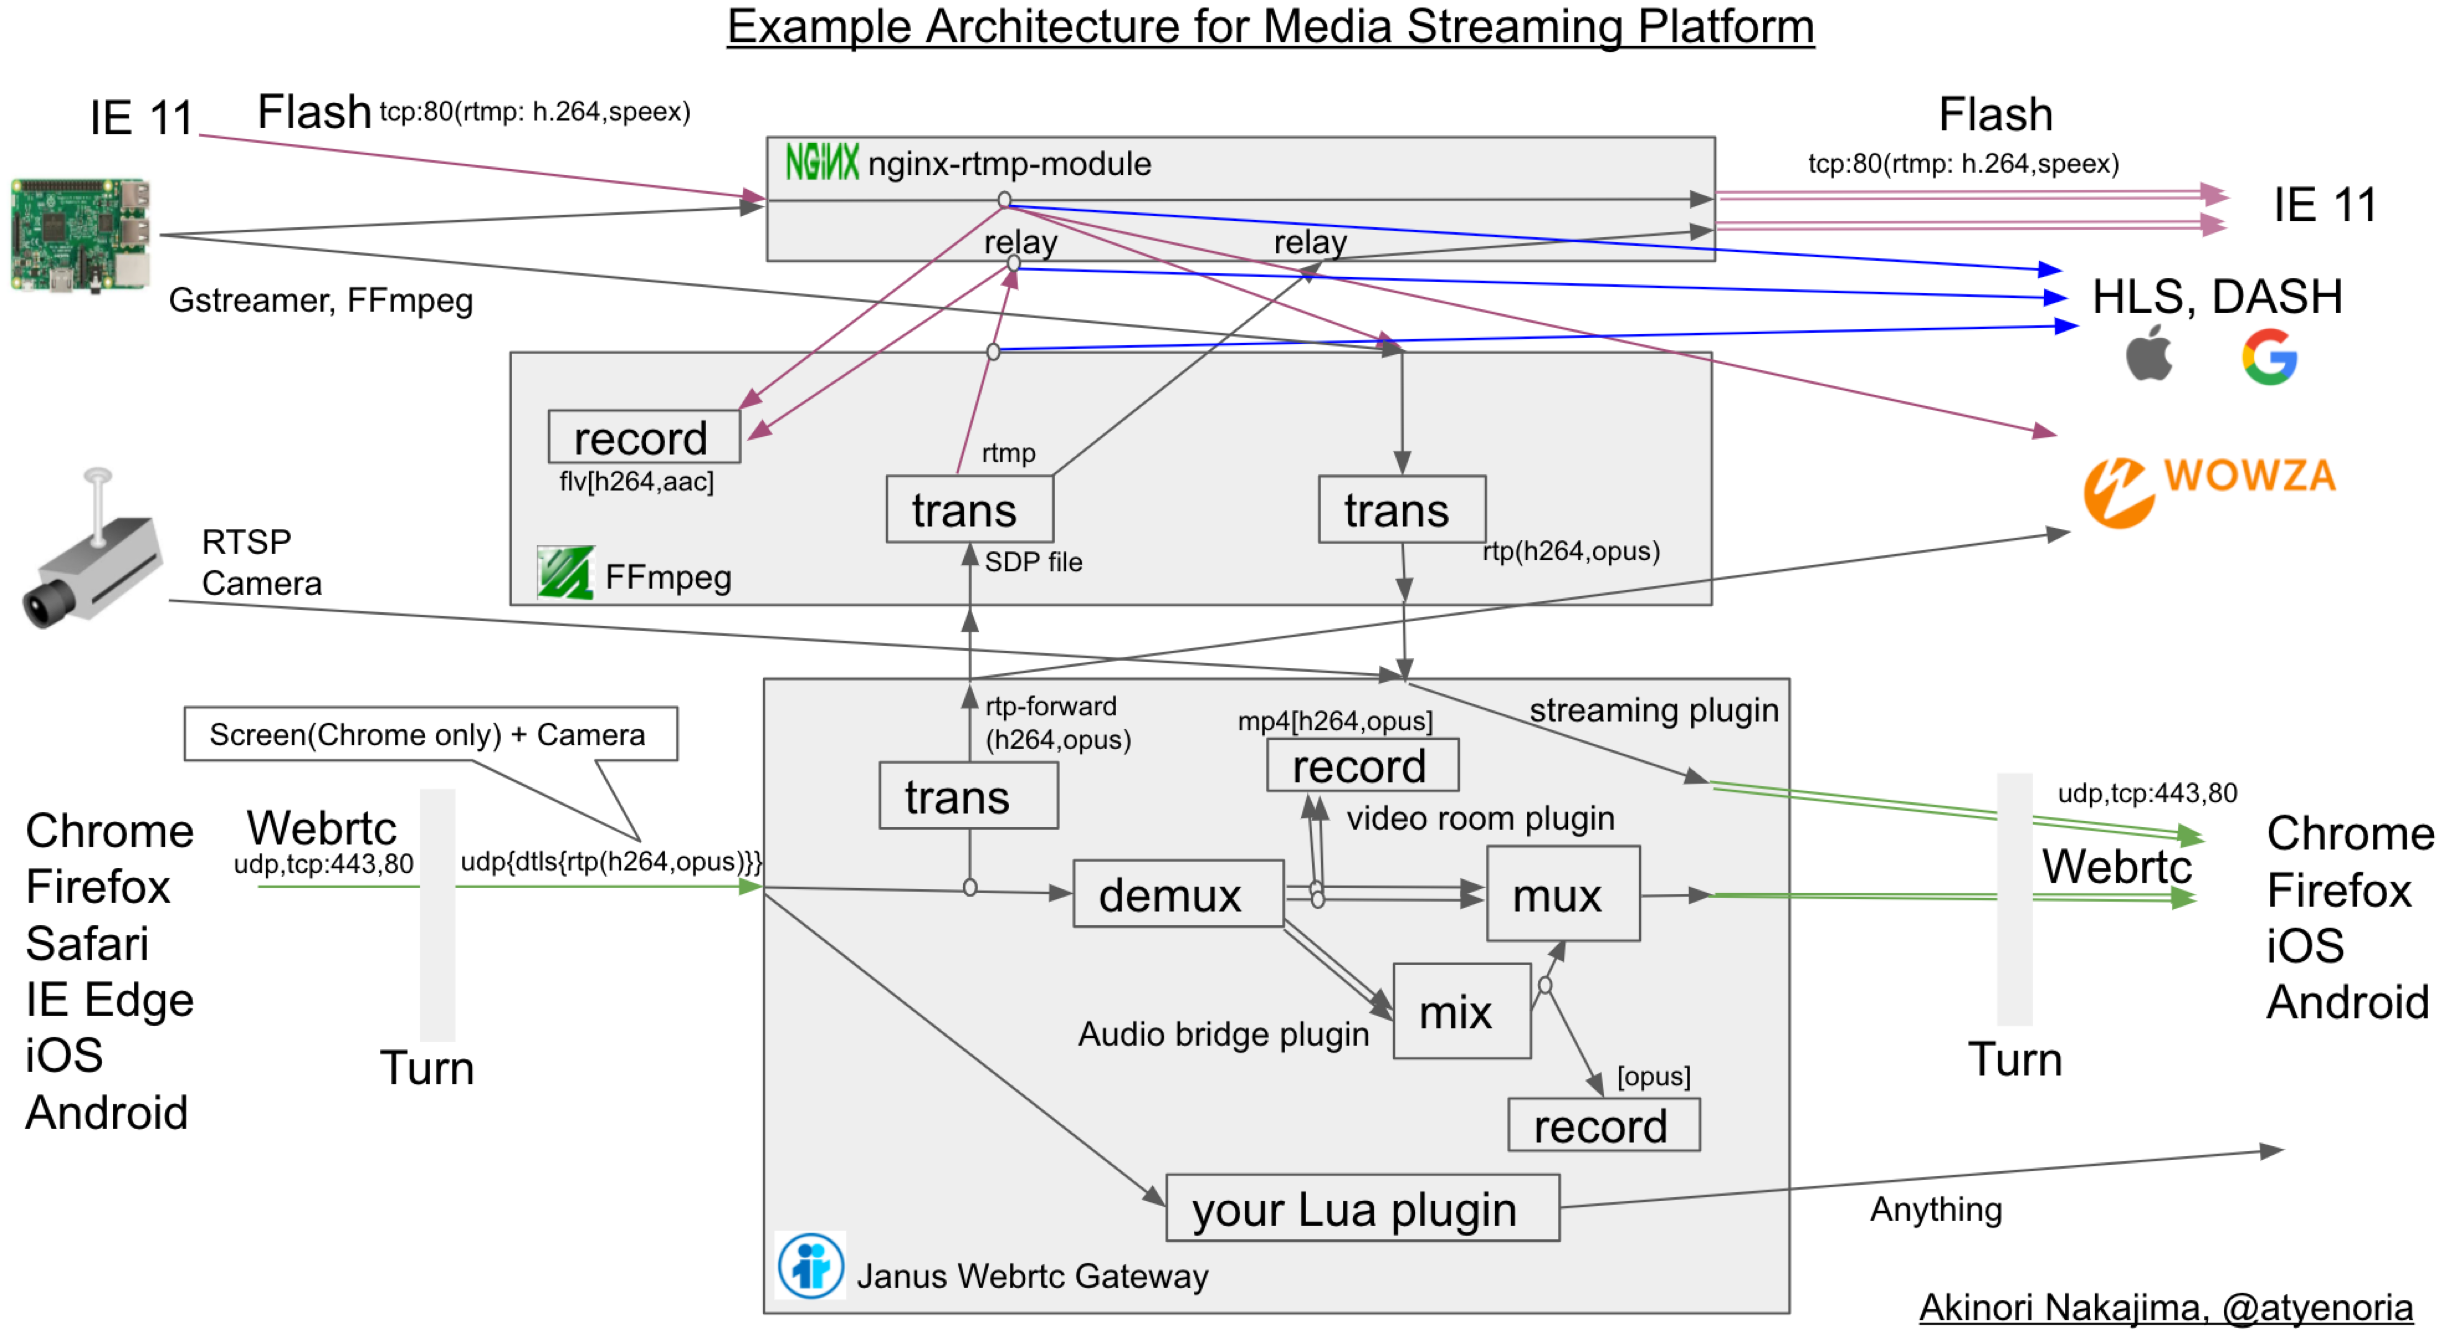 Example Architecture for Media Streaming Platform
IE 11
Flash tcp:80(rtmp: h.264,speex)
Flash
tcp:80(rtmp: h.264,speex)
NGiNX nginx-rtmp-module
IE 11
relay
relay
Gstreamer, FFmpeg
HLS, DASH
record
flv[h264,aac]
rtmp
trans
SDP file
trans
rtp(h264,opus)
FFmpeg
WOWZA
RTSP
Camera
Screen(Chrome only) + Camera
rtp-forward
(h264,opus)
trans
mp4[h264,opus]
record
streaming plugin
video room plugin
Chrome
Firefox
Safari
IE Edge
iOS
Android
Webrtc
udp,tcp:443,80
udp{dtls{rtp(h264,opus)}}
Turn
demux
mux
mix
Audio bridge plugin
[opus]
record
your Lua plugin
Janus Webrtc Gateway
udp,tcp:443,80
Webrtc
Chrome
Firefox
iOS
Android
Turn
Anything
Akinori Nakajima, @atyenoria